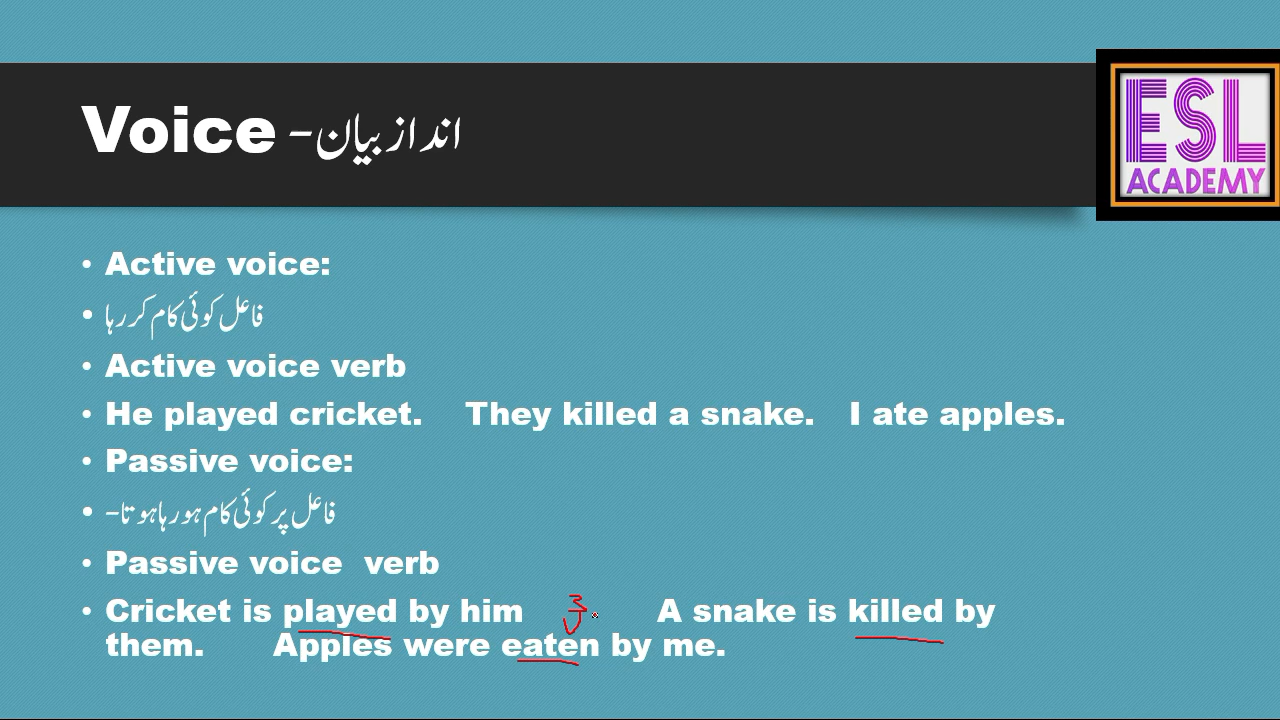 Voice -انداز بیان
ESL
ACADEMY
• Active voice:
• فاعل کوئی کام کر رہا
• Active voice verb
• He played cricket. They killed a snake. I ate apples.
• Passive voice:
• فاعل پر کوئی کام ہو رہا ہوتا-
• Passive voice verb
• Cricket is played by him A snake is killed by
them. Apples were eaten by me.